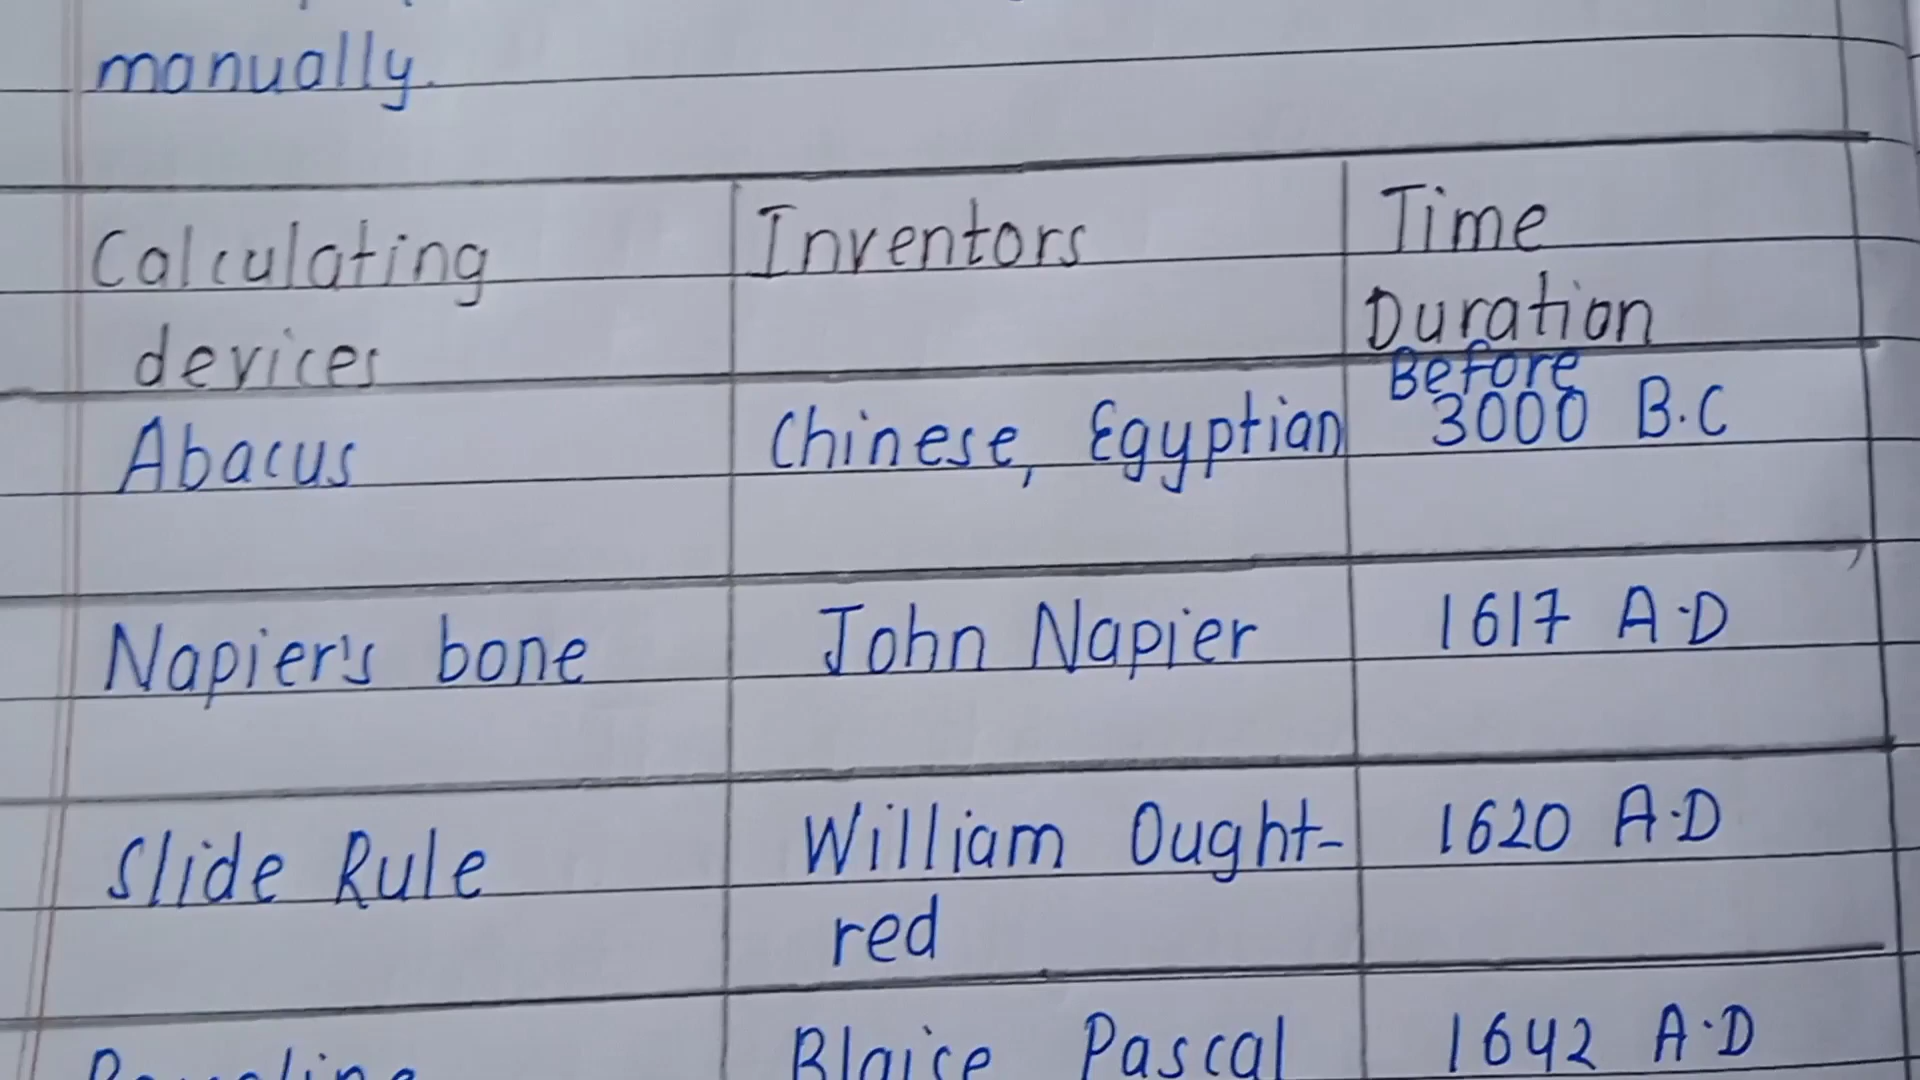 manually.
Calculating devices | Inventors | Time Duration
Abacus | Chinese, Egyptian | Before 3000 B.C
Napier's bone | John Napier | 1617 A.D
Slide Rule | William Ought-red | 1620 A.D
Blaise Pascal | 1642 A.D